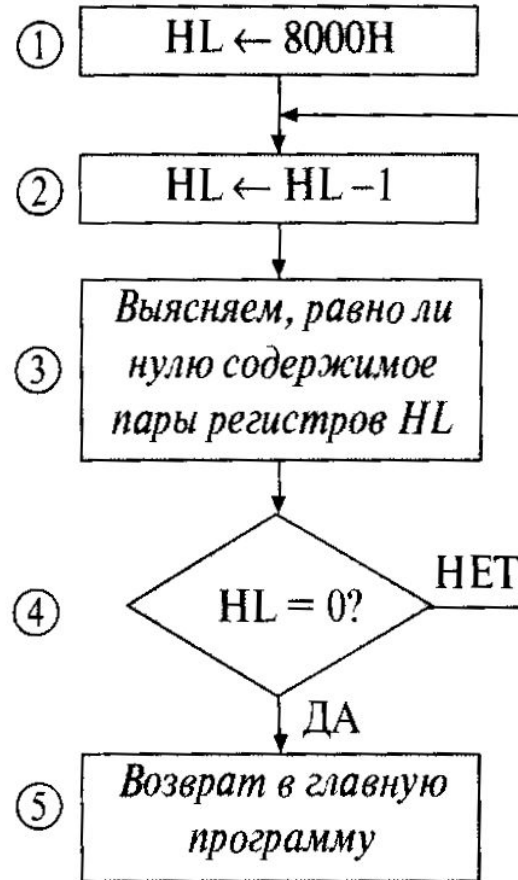 ① HL ← 8000H
② HL ← HL –1
③ Выясняем, равно ли
нулю содержимое
пары регистров HL
④ HL = 0?
НЕТ
ДА
⑤ Возврат в главную
программу